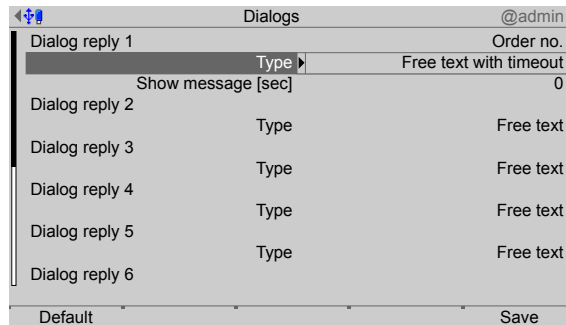 Dialogs @admin
Dialog reply 1 Order no.
Type Free text with timeout
Show message [sec] 0
Dialog reply 2
Type Free text
Dialog reply 3
Type Free text
Dialog reply 4
Type Free text
Dialog reply 5
Type Free text
Dialog reply 6
Default Save